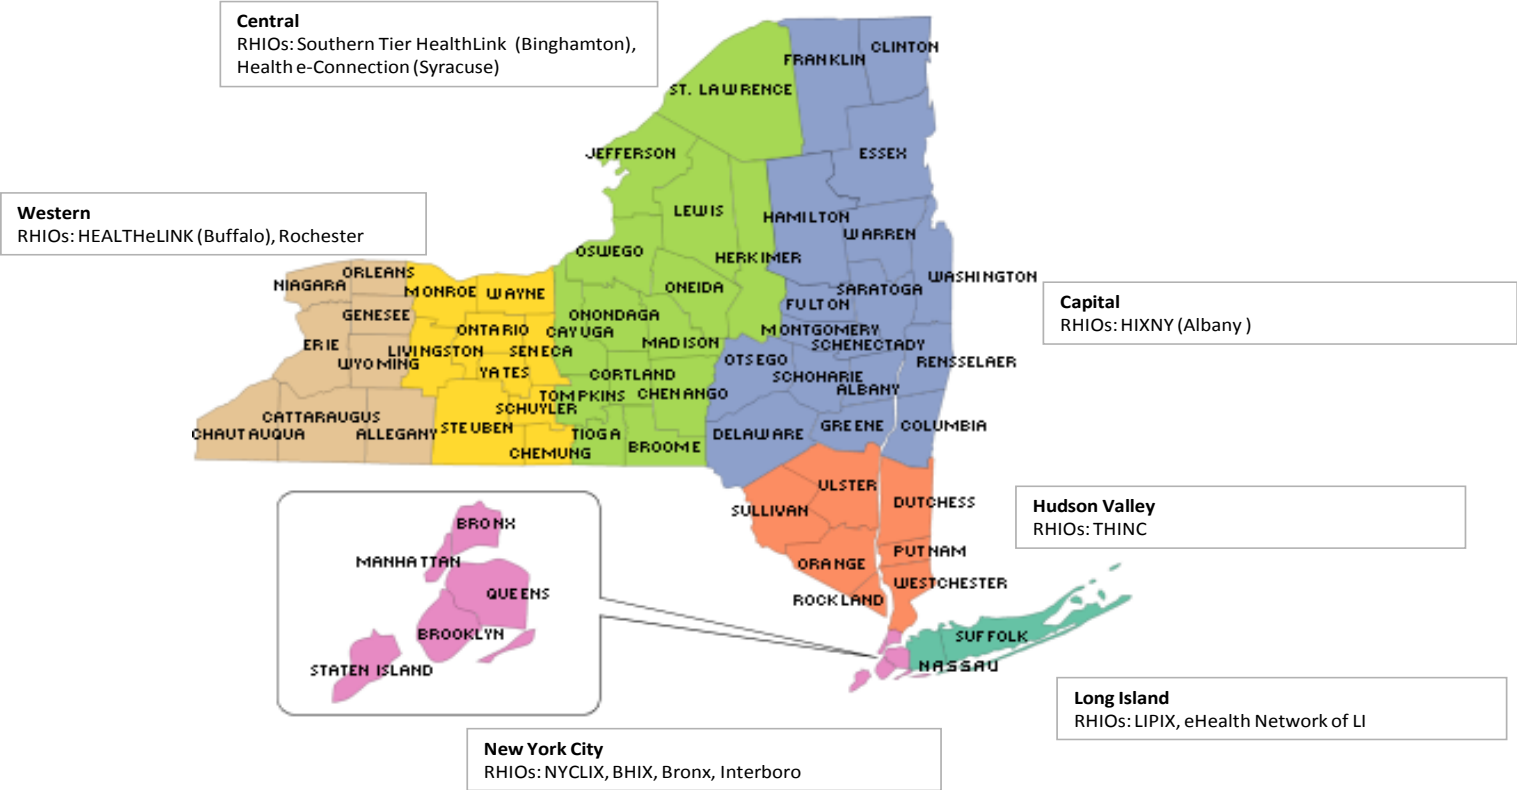 Central
RHIOs: Southern Tier HealthLink (Binghamton),
Health e-Connection (Syracuse)
CLINTON
FRANKLIN
ST. LAWRENCE
JEFFERSON
ESSEX
Western
RHIOs: HEALTHeLINK (Buffalo), Rochester
LEWIS
HAMILTON
WARREN
OSWEGO
HERKIMER
ORLEANS
NIAGARA
MONROE
WAYNE
ONEIDA
SARATOGA
WASHINGTON
FULTON
Capital
RHIOs: HIXNY (Albany )
GENESEE
ONTARIO
ONONDAGA
CAYUGA
MONTGOMERY
SCHENECTADY
ERIE
LIVINGSTON
SENECA
MADISON
OTSEGO
RENSSELAER
WYOMING
YATES
CORTLAND
SCHOHARIE
ALBANY
TOMPKINS
CHENANGO
SCHUYLER
CATTARAUGUS
CHAUTAUQUA
ALLEGANY
STEUBEN
TIOGA
DELAWARE
GREENE
COLUMBIA
CHEMUNG
BROOME
ULSTER
SULLIVAN
DUTCHESS
Hudson Valley
RHIOs: THINC
BRONX
MANHATTAN
ORANGE
PUTNAM
WESTCHESTER
QUEENS
ROCKLAND
BROOKLYN
SUFFOLK
STATEN ISLAND
NASSAU
Long Island
RHIOs: LIPIX, eHealth Network of LI
New York City
RHIOs: NYCLIX, BHIX, Bronx, Interboro